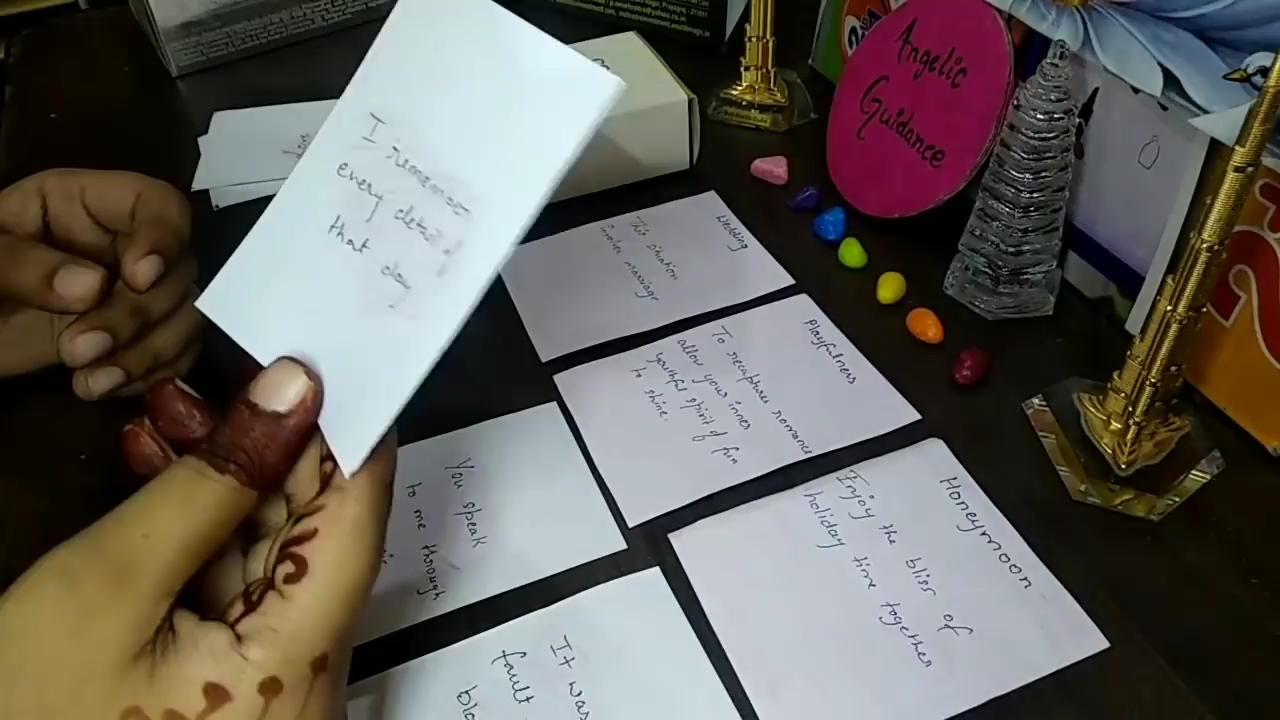 I remember
every detail
that day
Angelic
Guidance
Wedding
This situation
involve marriage
Playfulness
To recapture romance
allow your inner
youthful spirit of fun
to shine.
Honeymoon
Enjoy the bliss of
holiday time together
You speak
to me through
It was
fault